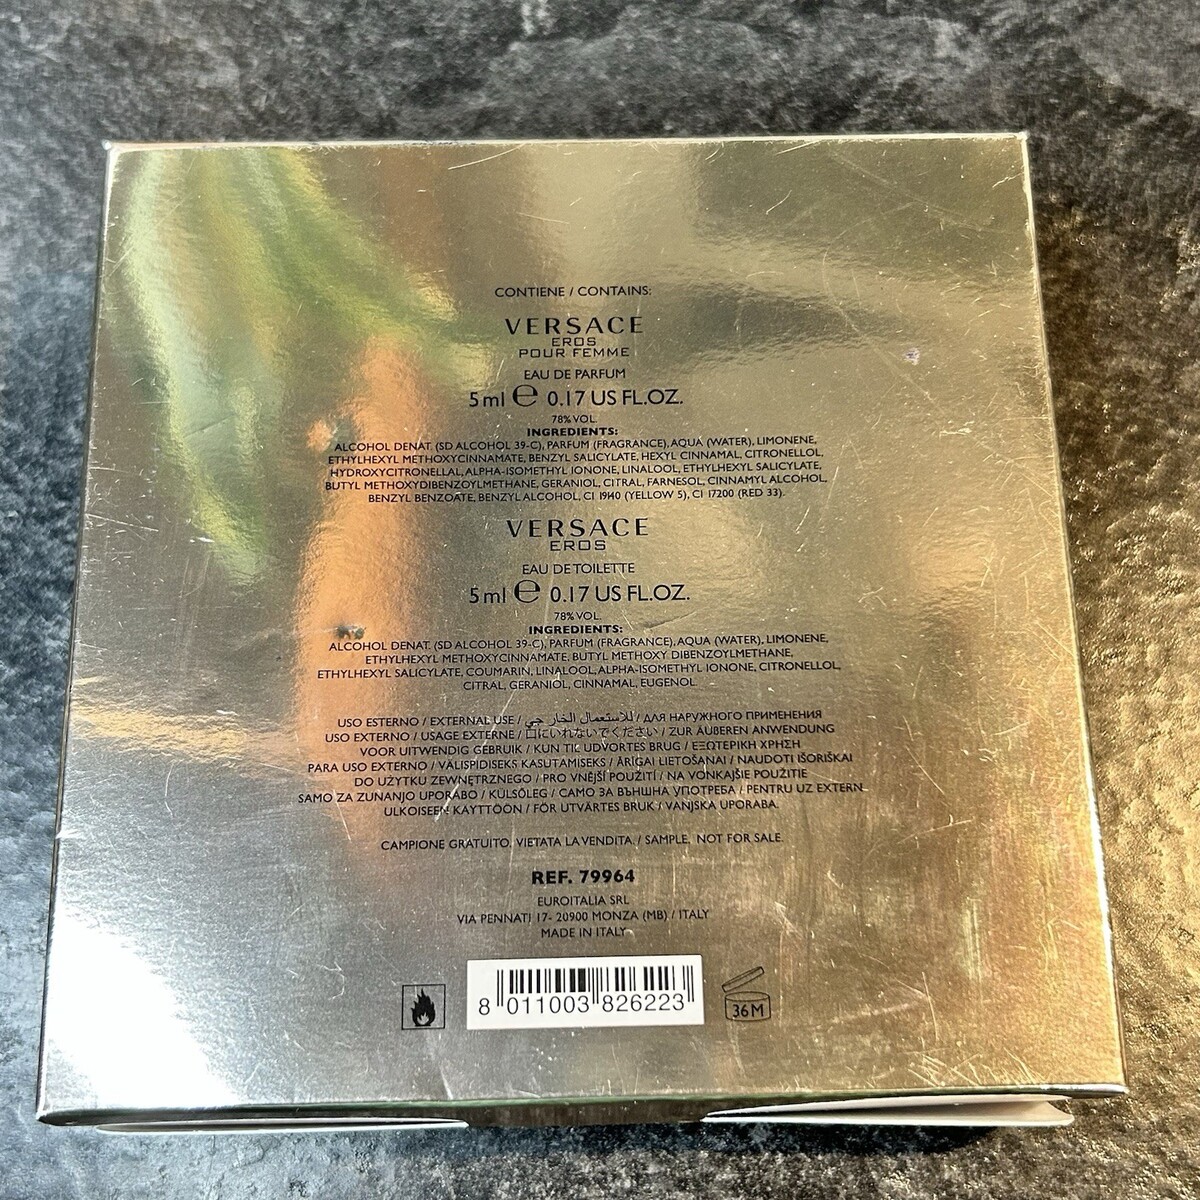 CONTIENE / CONTAINS:
VERSACE
EROS
POUR FEMME
EAU DE PARFUM
5 ml ℮ 0.17 US FL.OZ.
78% VOL.
INGREDIENTS:
ALCOHOL DENAT. (SD ALCOHOL 39-C), PARFUM (FRAGRANCE), AQUA (WATER), LIMONENE,
ETHYLHEXYL METHOXYCINNAMATE, BENZYL SALICYLATE, HEXYL CINNAMAL, CITRONELLOL,
HYDROXYCITRONELLAL, ALPHA-ISOMETHYL IONONE, LINALOOL, ETHYLHEXYL SALICYLATE,
BUTYL METHOXYDIBENZOYLMETHANE, GERANIOL, CITRAL, FARNESOL, CINNAMYL ALCOHOL,
BENZYL BENZOATE, BENZYL ALCOHOL, CI 19140 (YELLOW 5), CI 17200 (RED 33).
VERSACE
EROS
EAU DE TOILETTE
5 ml ℮ 0.17 US FL.OZ.
78% VOL.
INGREDIENTS:
ALCOHOL DENAT. (SD ALCOHOL 39-C), PARFUM (FRAGRANCE), AQUA (WATER), LIMONENE,
ETHYLHEXYL METHOXYCINNAMATE, BUTYL METHOXY DIBENZOYLMETHANE,
ETHYLHEXYL SALICYLATE, COUMARIN, LINALOOL, ALPHA-ISOMETHYL IONONE, CITRONELLOL,
CITRAL, GERANIOL, CINNAMAL, EUGENOL.
USO ESTERNO / EXTERNAL USE / للاستعمال الخارجي / ДЛЯ НАРУЖНОГО ПРИМЕНЕНИЯ
USO EXTERNO / USAGE EXTERNE / 口にいれないでください / ZUR ÄUßEREN ANWENDUNG
VOOR UITWENDIG GEBRUIK / KUN TIL UDVORTES BRUG / ΕΞΩΤΕΡΙΚΗ ΧΡΗΣΗ
PARA USO EXTERNO / VÄLISPIDISEKS KASUTAMISEKS / ĀRĪGAI LIETOŠANAI / NAUDOTI IŠORIŠKAI
DO UŻYTKU ZEWNĘTRZNEGO / PRO VNĚJŠÍ POUŽITÍ / NA VONKAJŠIE POUŽITIE
SAMO ZA ZUNANJO UPORABO / KÜLSŐLEG / САМО ЗА ВЪНШНА УПОТРЕБА / PENTRU UZ EXTERN
ULKOISEEN KÄYTTÖÖN / FÖR UTVÄRTES BRUK / VANJSKA UPORABA.
CAMPIONE GRATUITO. VIETATA LA VENDITA. / SAMPLE, NOT FOR SALE.
REF. 79964
EUROITALIA SRL
VIA PENNATI 17- 20900 MONZA (MB) / ITALY
MADE IN ITALY
8 011003 826223
36M